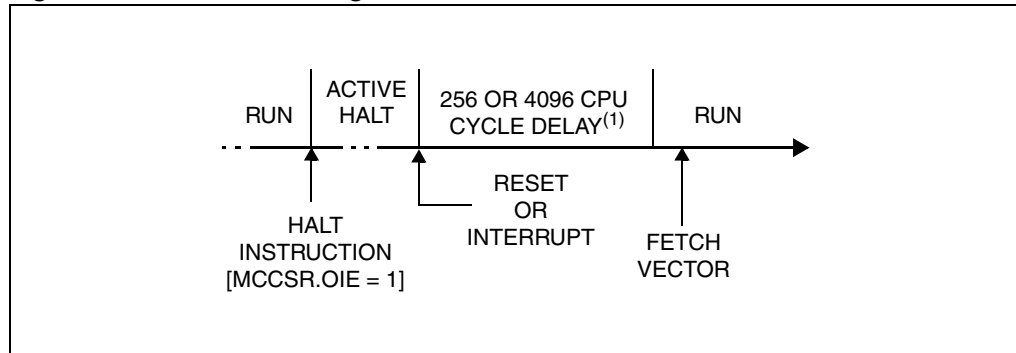 RUN
ACTIVE
HALT
256 OR 4096 CPU
CYCLE DELAY(1)
RUN
HALT
INSTRUCTION
[MCCSR.OIE = 1]
RESET
OR
INTERRUPT
FETCH
VECTOR